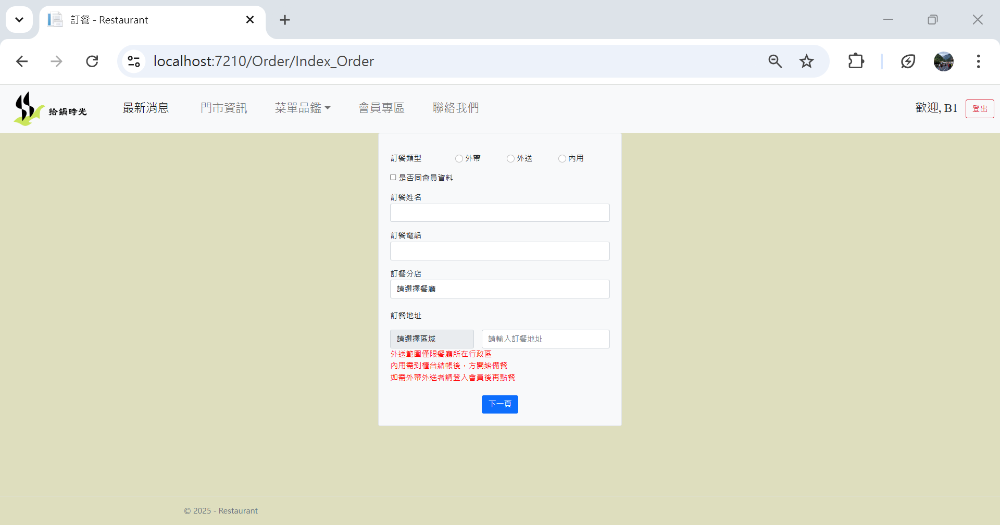 訂餐 - Restaurant
localhost:7210/Order/Index_Order
拾鍋時光
最新消息 門市資訊 菜單品鑑 會員專區 聯絡我們 歡迎, B1 登出
訂餐類型 外帶 外送 內用
是否同會員資料
訂餐姓名
訂餐電話
訂餐分店
請選擇餐廳
訂餐地址
請選擇區域 請輸入訂餐地址
外送範圍僅限餐廳所在行政區
內用需到櫃台結帳後，方開始備餐
如需外帶外送者請登入會員後再點餐
下一頁
© 2025 - Restaurant